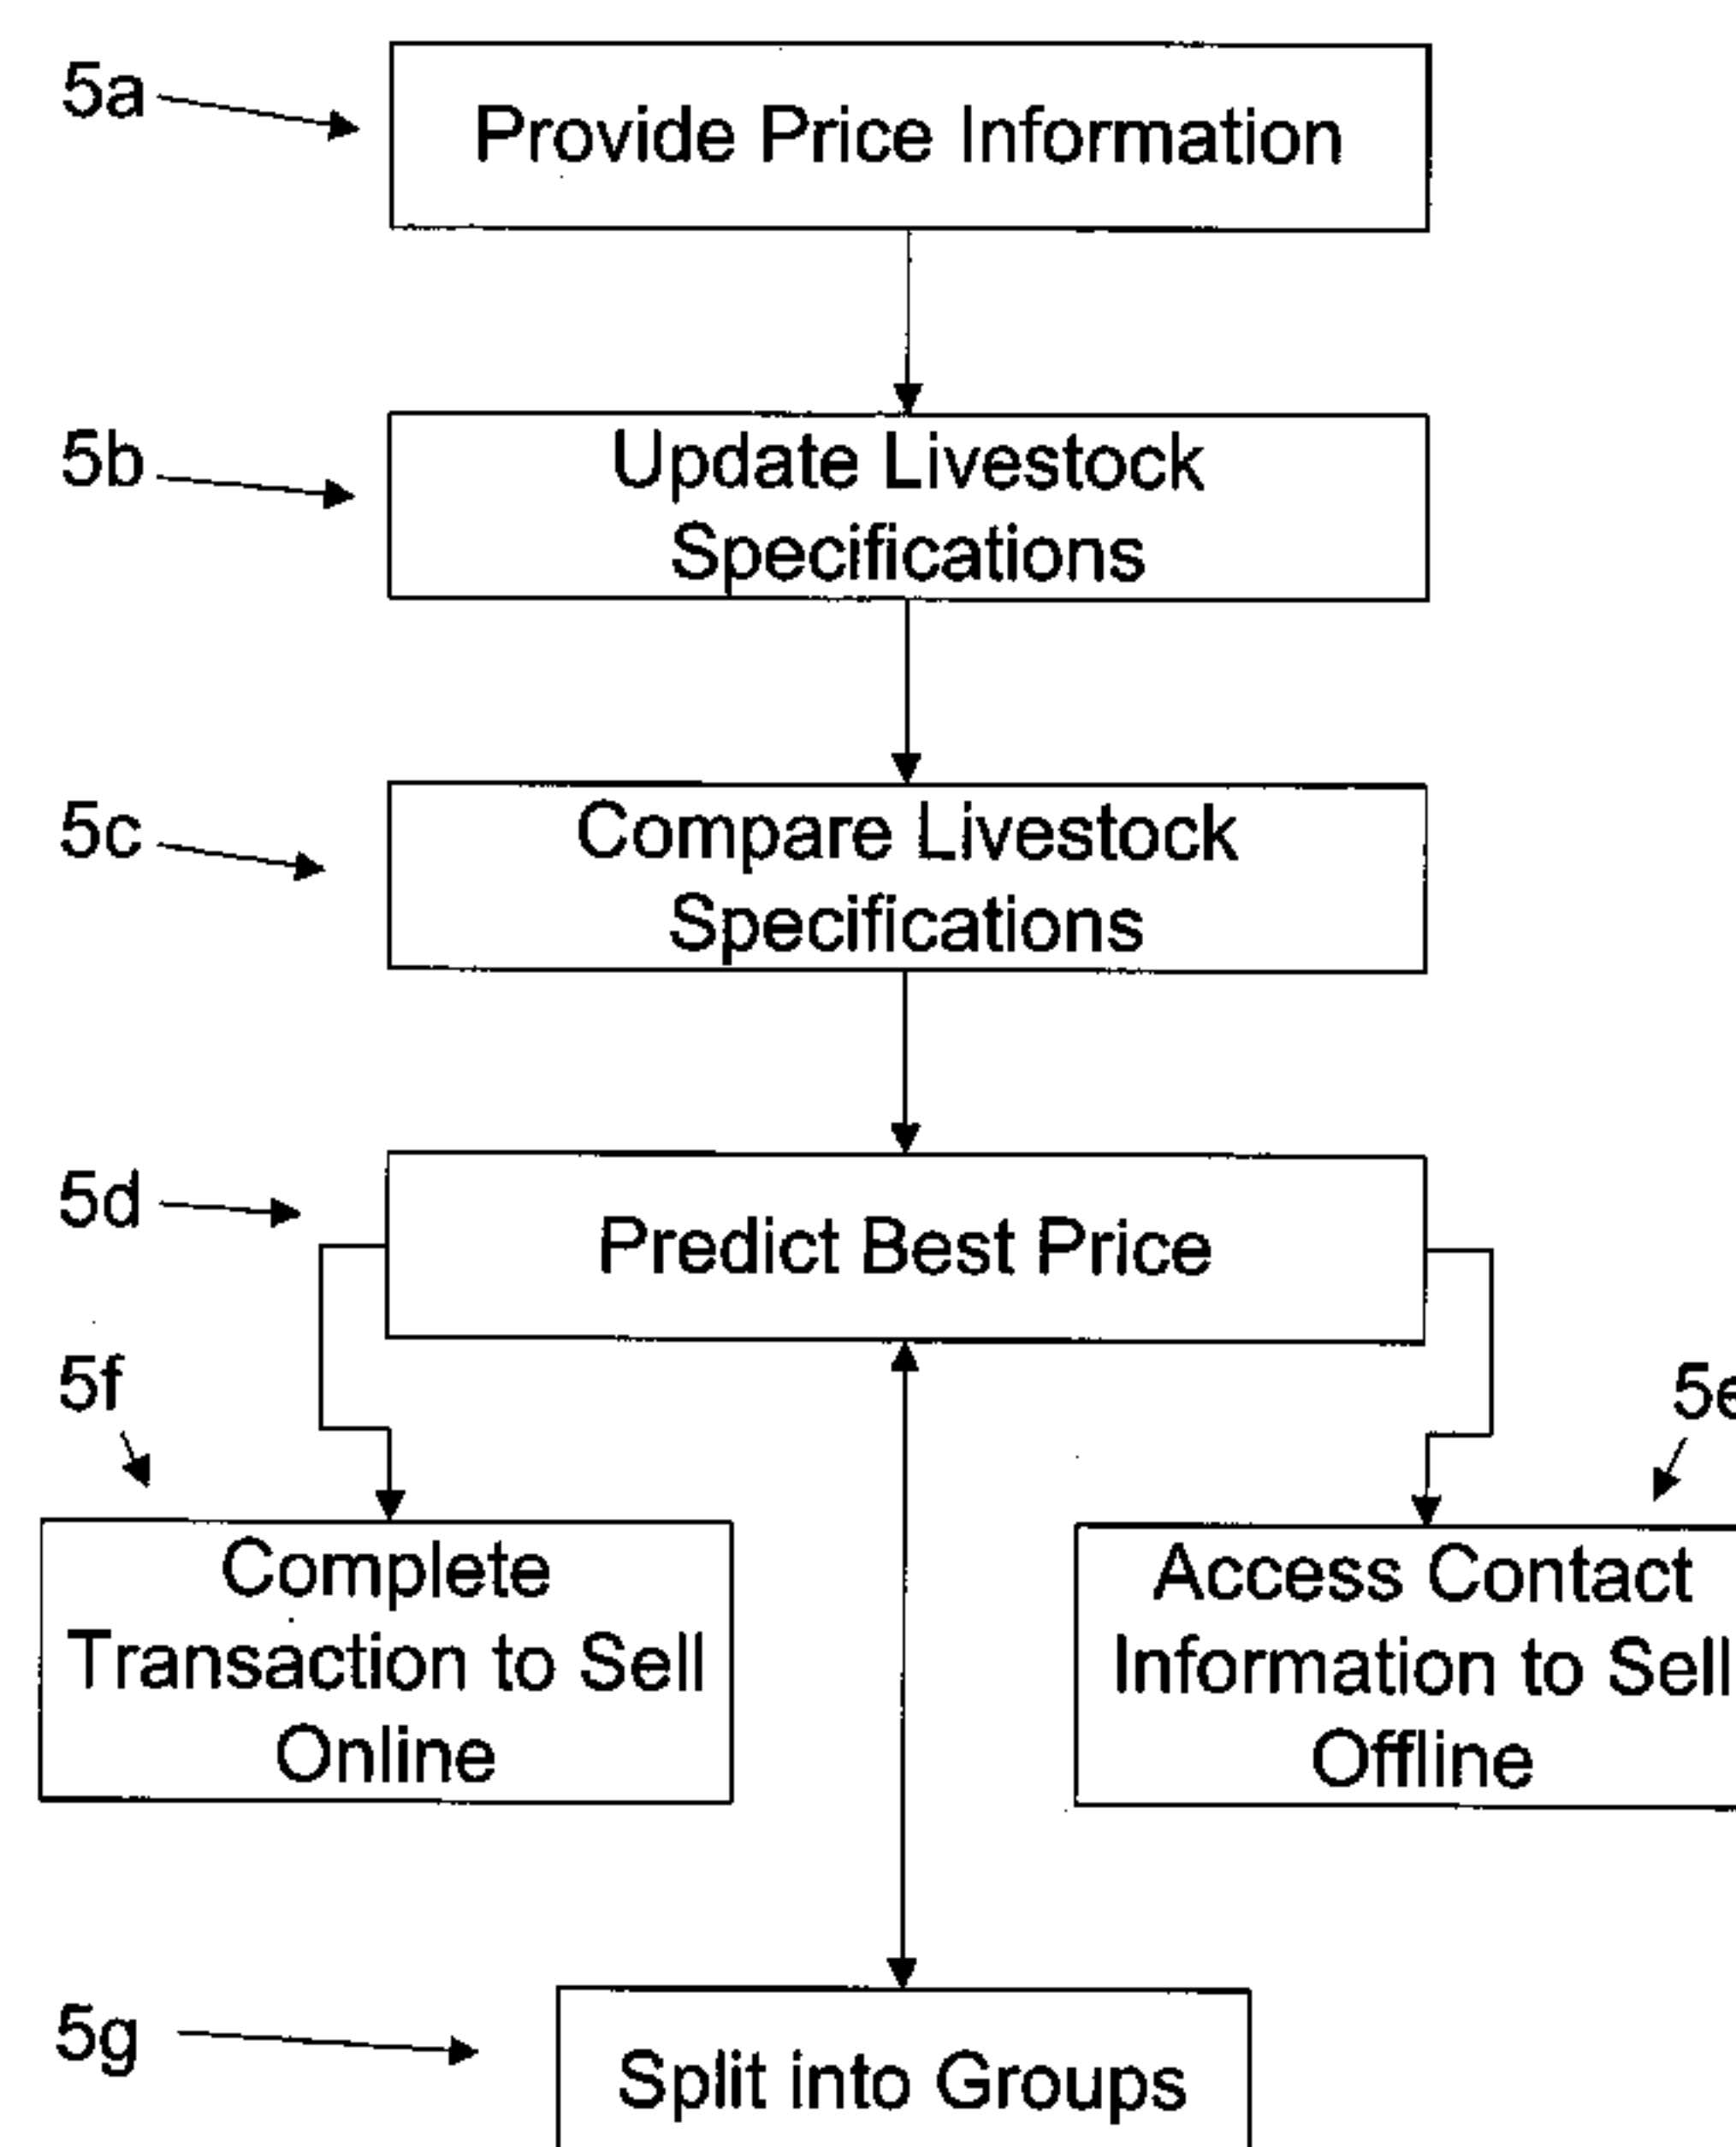 5a
Provide Price Information
5b
Update Livestock
Specifications
5c
Compare Livestock
Specifications
5d
Predict Best Price
5f
5e
Complete
Transaction to Sell
Online
Access Contact
Information to Sell
Offline
5g
Split into Groups